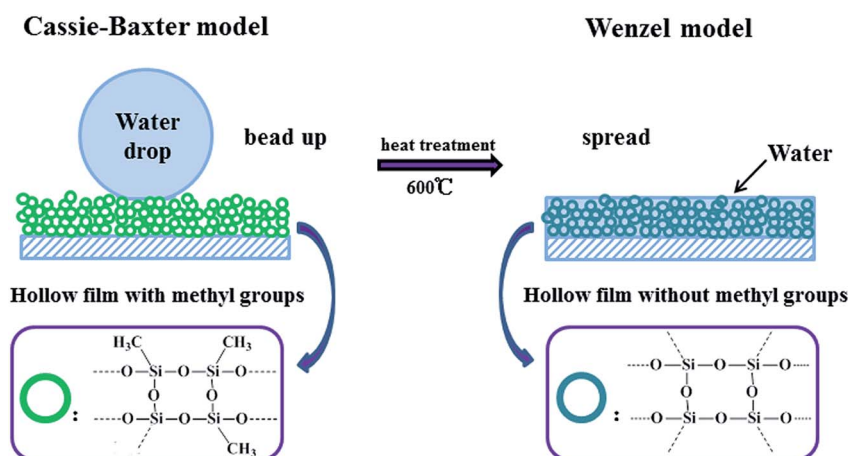 Cassie-Baxter model
Wenzel model
Water
drop
bead up
heat treatment
600℃
spread
Water
Hollow film with methyl groups
Hollow film without methyl groups
H₃C CH₃
O—Si—O—Si—O
O O
O—Si—O—Si—O
CH₃
:
O—Si—O—Si—O
O O
O—Si—O—Si—O
: